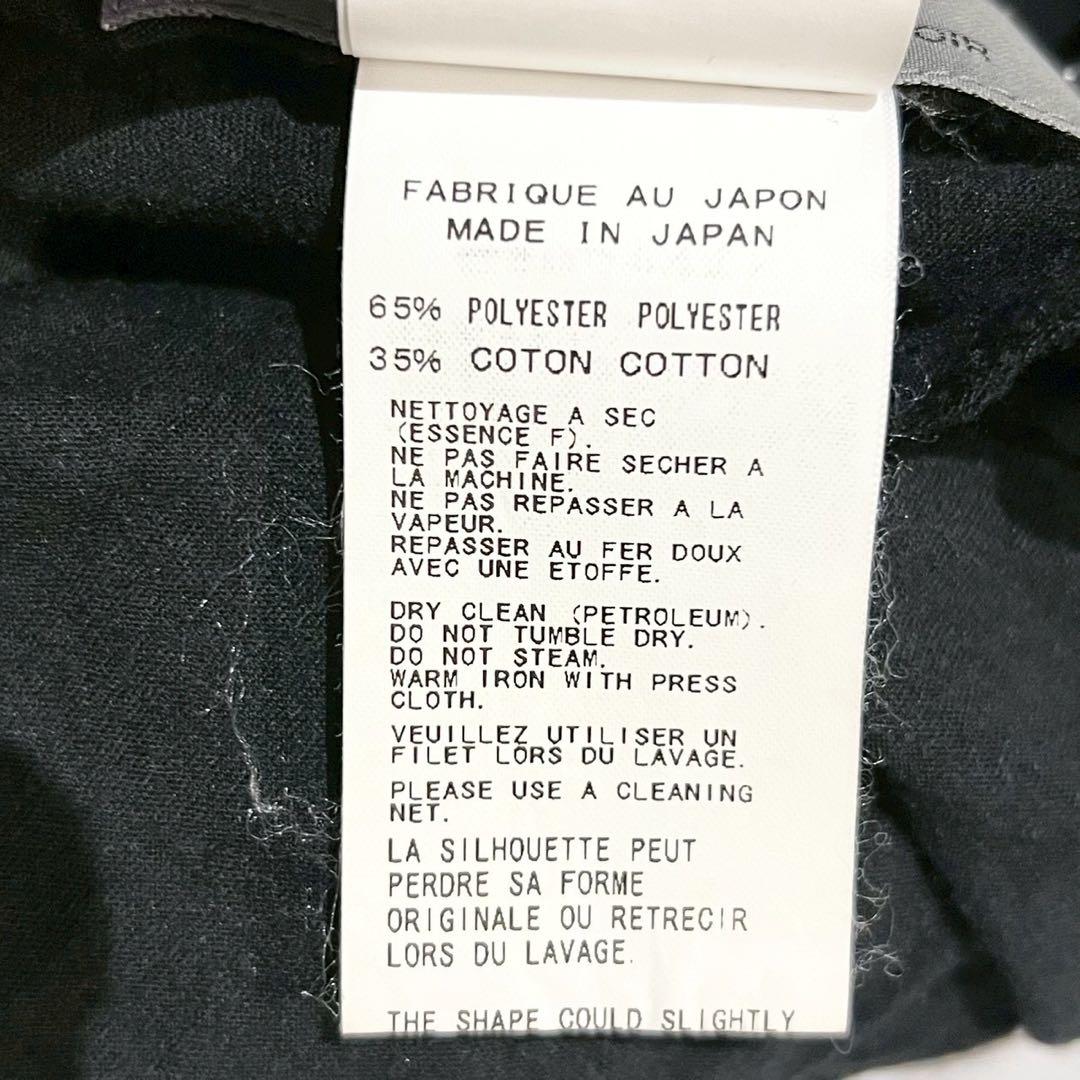 OIR
FABRIQUE AU JAPON
MADE IN JAPAN
65% POLYESTER POLYESTER
35% COTON COTTON
NETTOYAGE A SEC
(ESSENCE F).
NE PAS FAIRE SECHER A
LA MACHINE.
NE PAS REPASSER A LA
VAPEUR.
REPASSER AU FER DOUX
AVEC UNE ETOFFE.
DRY CLEAN (PETROLEUM).
DO NOT TUMBLE DRY.
DO NOT STEAM.
WARM IRON WITH PRESS
CLOTH.
VEUILLEZ UTILISER UN
FILET LORS DU LAVAGE.
PLEASE USE A CLEANING
NET.
LA SILHOUETTE PEUT
PERDRE SA FORME
ORIGINALE OU RETRECIR
LORS DU LAVAGE.
THE SHAPE COULD SLIGHTLY